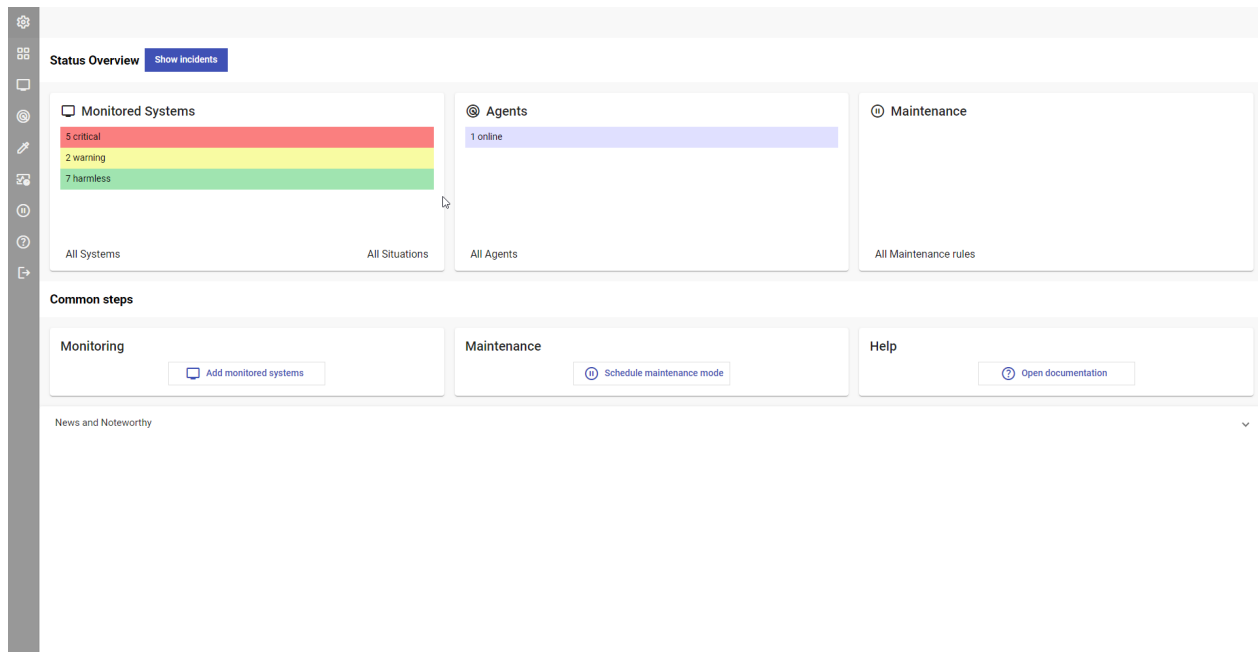 Status Overview
Show incidents
Monitored Systems
5 critical
2 warning
7 harmless
All Systems
All Situations
Agents
1 online
All Agents
Maintenance
All Maintenance rules
Common steps
Monitoring
Add monitored systems
Maintenance
Schedule maintenance mode
Help
Open documentation
News and Noteworthy